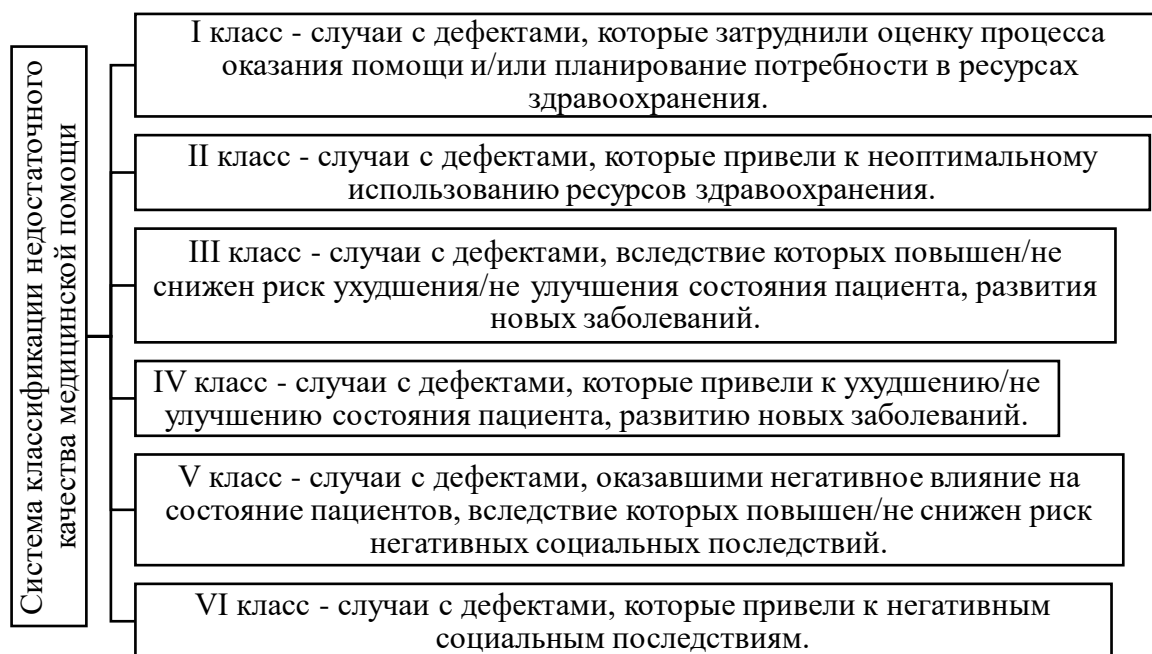 Система классификации недостаточного
качества медицинской помощи
I класс - случаи с дефектами, которые затруднили оценку процесса
оказания помощи и/или планирование потребности в ресурсах
здравоохранения.
II класс - случаи с дефектами, которые привели к неоптимальному
использованию ресурсов здравоохранения.
III класс - случаи с дефектами, вследствие которых повышен/не
снижен риск ухудшения/не улучшения состояния пациента, развития
новых заболеваний.
IV класс - случаи с дефектами, которые привели к ухудшению/не
улучшению состояния пациента, развитию новых заболеваний.
V класс - случаи с дефектами, оказавшими негативное влияние на
состояние пациентов, вследствие которых повышен/не снижен риск
негативных социальных последствий.
VI класс - случаи с дефектами, которые привели к негативным
социальным последствиям.